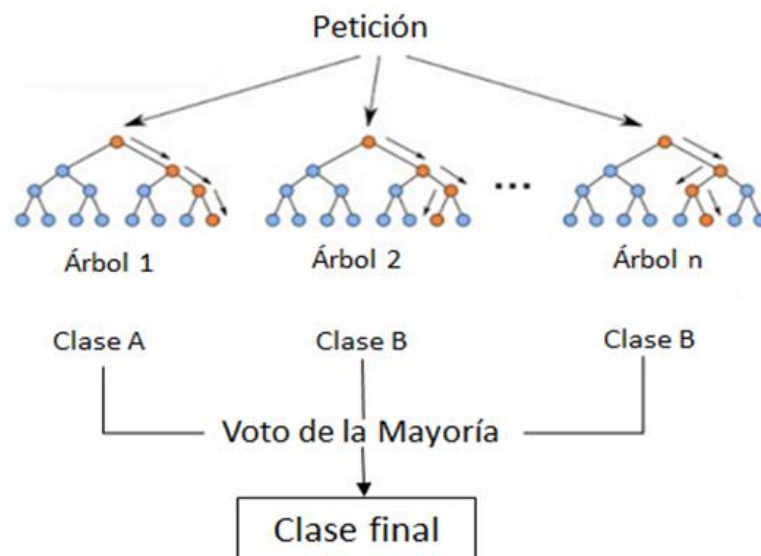 Petición
...
Árbol 1
Árbol 2
Árbol n
Clase A
Clase B
Clase B
Voto de la Mayoría
Clase final